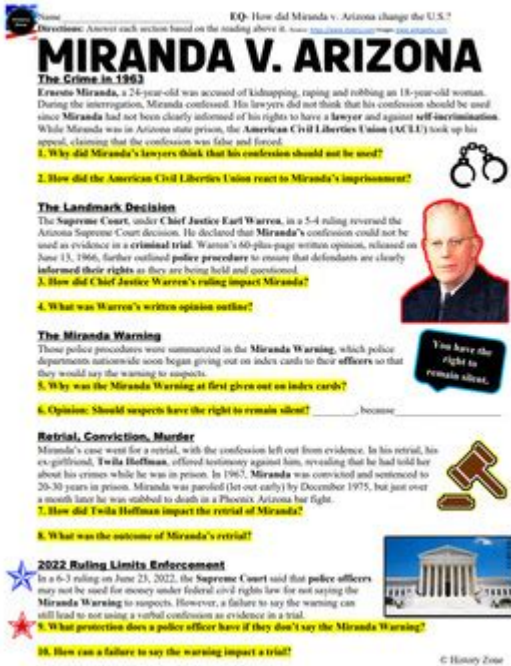 Name
EQ- How did Miranda v. Arizona change the U.S.?
Directions: Answer each section based on the reading above it.
MIRANDA V. ARIZONA
The Crime in 1963
Ernesto Miranda, a 24-year-old was accused of kidnapping, raping and robbing an 18-year-old woman.
During the interrogation, Miranda confessed. His lawyers did not think that his confession should be used
since Miranda had not been clearly informed of his rights to have a lawyer and against self-incrimination.
While Miranda was in Arizona state prison, the American Civil Liberties Union (ACLU) took up his
appeal, claiming that the confession was false and forced.
1. Why did Miranda's lawyers think that his confession should not be used?
2. How did the American Civil Liberties Union react to Miranda's imprisonment?
The Landmark Decision
The Supreme Court, under Chief Justice Earl Warren, in a 5-4 ruling reversed the
Arizona Supreme Court decision. He declared that Miranda's confession could not be
used as evidence in a criminal trial. Warren's 60-plus-page written opinion, released on
June 13, 1966, further outlined police procedure to ensure that defendants are clearly
informed their rights as they are being held and questioned.
3. How did Chief Justice Warren's ruling impact Miranda?
4. What was Warren's written opinion outline?
The Miranda Warning
Those police procedures were summarized in the Miranda Warning, which police
departments nationwide soon began giving out on index cards to their officers so that
they would say the warning to suspects.
You have the
right to
remain silent.
5. Why was the Miranda Warning at first given out on index cards?
6. Opinion: Should suspects have the right to remain silent? ________, because____________________
Retrial, Conviction, Murder
Miranda's case went for a retrial, with the confession left out from evidence. In his retrial, his
ex-girlfriend, Twila Hoffman, offered testimony against him, revealing that he had told her
about his crimes while he was in prison. In 1967, Miranda was convicted and sentenced to
20-30 years in prison. Miranda was paroled (let out early) by December 1975, but just over
a month later he was stabbed to death in a Phoenix Arizona bar fight.
7. How did Twila Hoffman impact the retrial of Miranda?
8. What was the outcome of Miranda's retrial?
2022 Ruling Limits Enforcement
In a 6-3 ruling on June 23, 2022, the Supreme Court said that police officers
may not be sued for money under federal civil rights law for not saying the
Miranda Warning to suspects. However, a failure to say the warning can
still lead to not using a verbal confession as evidence in a trial.
9. What protection does a police officer have if they don't say the Miranda Warning?
10. How can a failure to say the warning impact a trial?
© History Zone